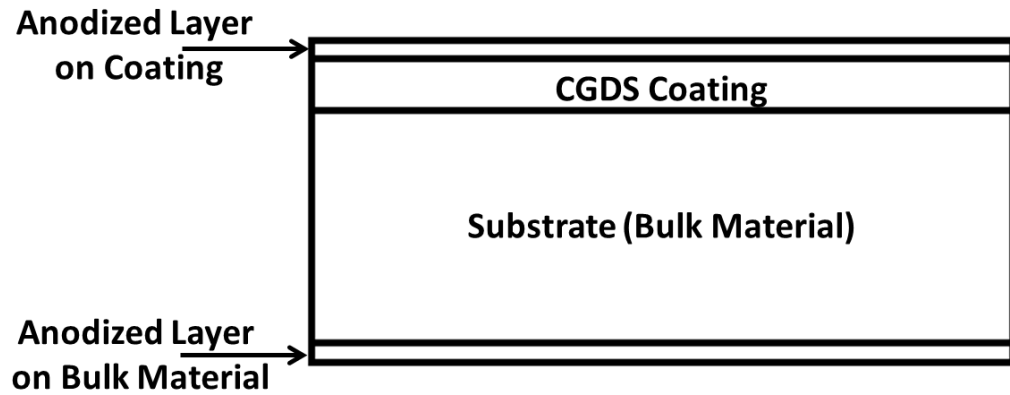 Anodized Layer
on Coating
CGDS Coating
Substrate (Bulk Material)
Anodized Layer
on Bulk Material